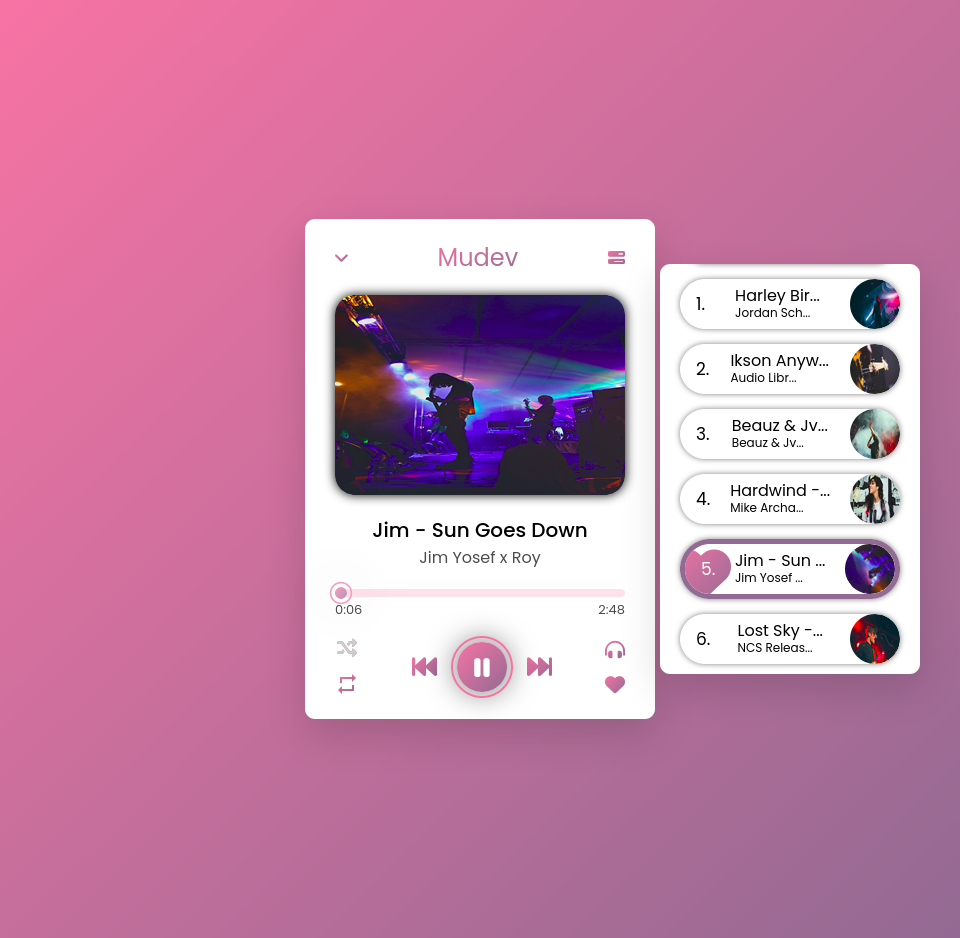 Mudev
Jim - Sun Goes Down
Jim Yosef x Roy
0:06 2:48
1. Harley Bir...
Jordan Sch...
2. Ikson Anyw...
Audio Libr...
3. Beauz & Jv...
Beauz & Jv...
4. Hardwind -...
Mike Archa...
5. Jim - Sun ...
Jim Yosef ...
6. Lost Sky -...
NCS Releas...